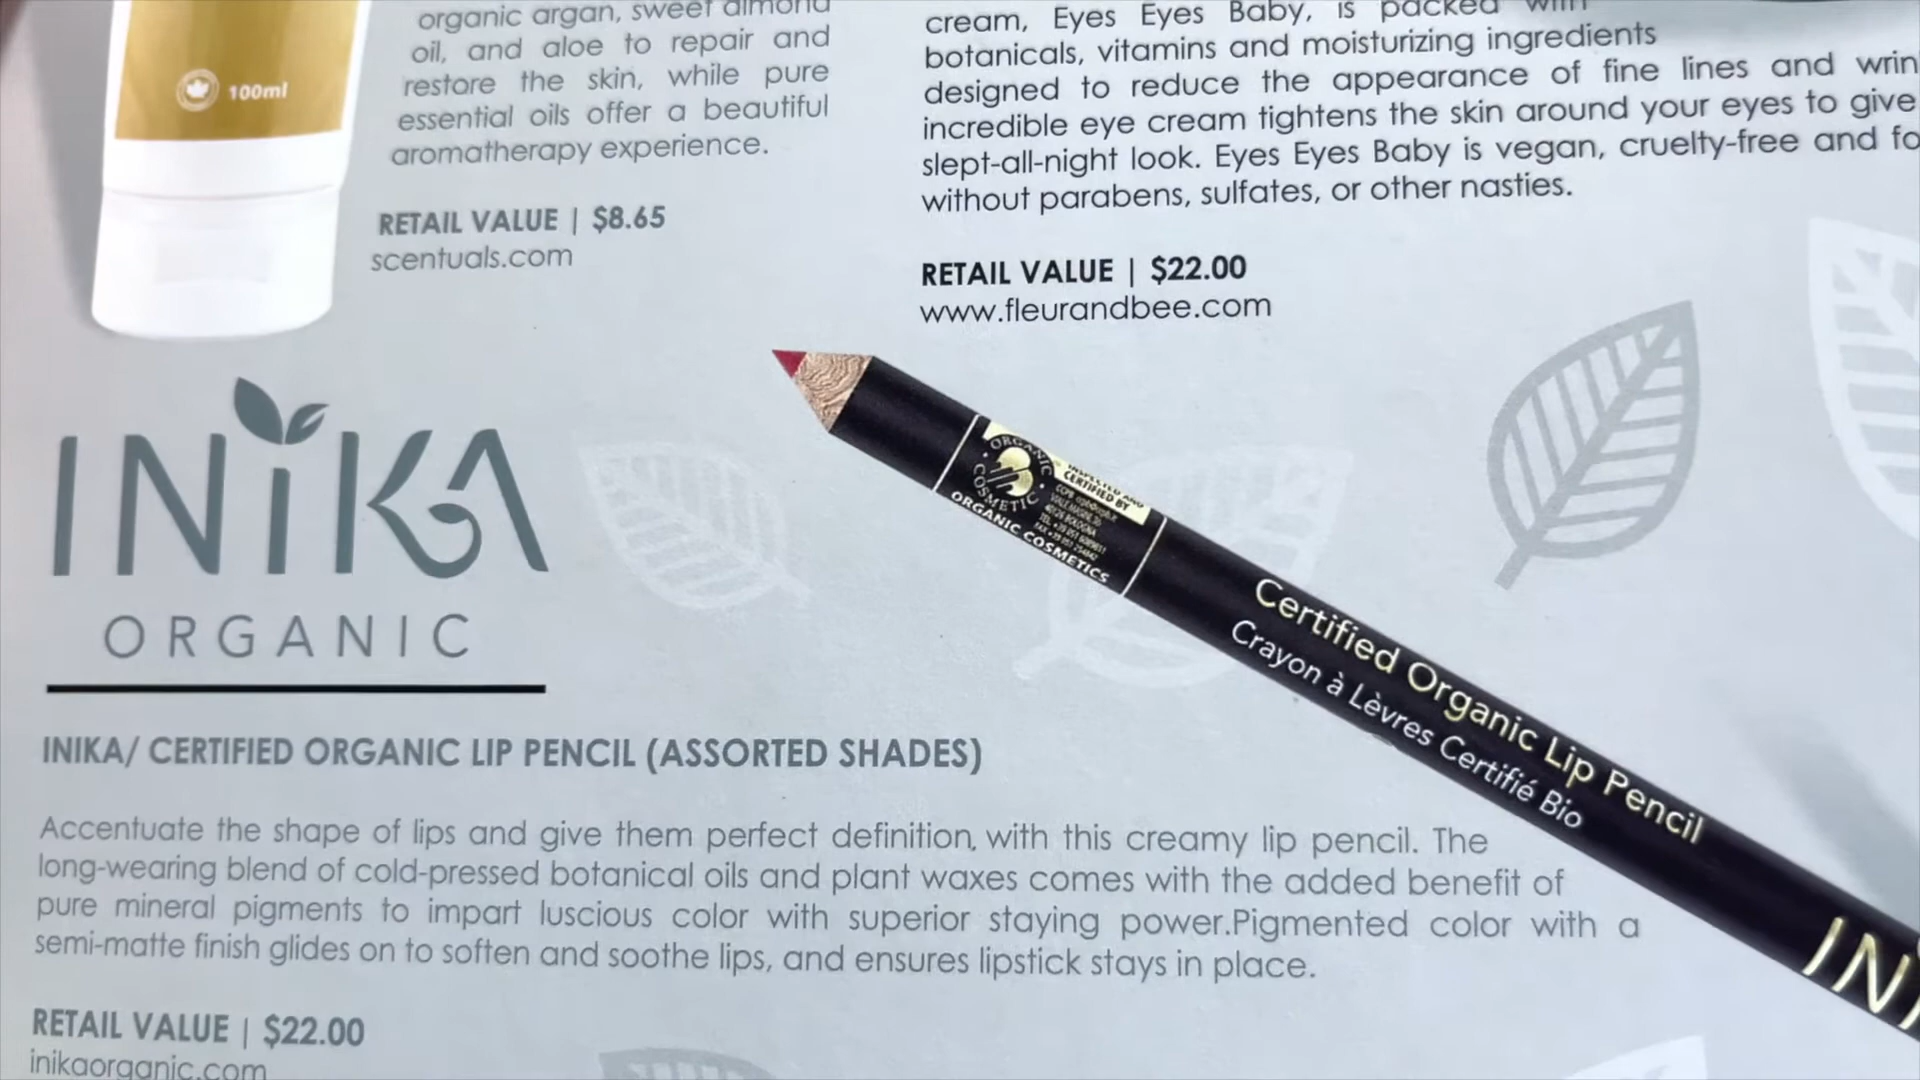 100ml
organic argan, sweet almond
oil, and aloe to repair and
restore the skin, while pure
essential oils offer a beautiful
aromatherapy experience.
RETAIL VALUE | $8.65
scentuals.com
cream, Eyes Eyes Baby, is packed with
botanicals, vitamins and moisturizing ingredients
designed to reduce the appearance of fine lines and wrin
incredible eye cream tightens the skin around your eyes to give
slept-all-night look. Eyes Eyes Baby is vegan, cruelty-free and fo
without parabens, sulfates, or other nasties.
RETAIL VALUE | $22.00
www.fleurandbee.com
INIKA
ORGANIC
ORGANIC COSMETIC
INSPECTED AND
CERTIFIED BY
ORGANIC COSMETICS
Certified Organic Lip Pencil
Crayon à Lèvres Certifié Bio
IN
INIKA/ CERTIFIED ORGANIC LIP PENCIL (ASSORTED SHADES)
Accentuate the shape of lips and give them perfect definition, with this creamy lip pencil. The
long-wearing blend of cold-pressed botanical oils and plant waxes comes with the added benefit of
pure mineral pigments to impart luscious color with superior staying power.Pigmented color with a
semi-matte finish glides on to soften and soothe lips, and ensures lipstick stays in place.
RETAIL VALUE | $22.00
inikaorganic.com